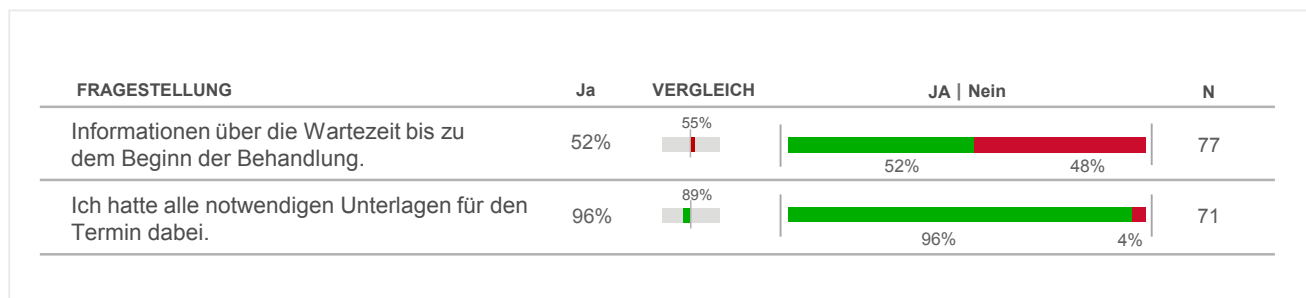 FRAGESTELLUNG Ja VERGLEICH JA | Nein N
Informationen über die Wartezeit bis zu
dem Beginn der Behandlung.
52% 55% 52% 48% 77
Ich hatte alle notwendigen Unterlagen für den
Termin dabei.
96% 89% 96% 4% 71